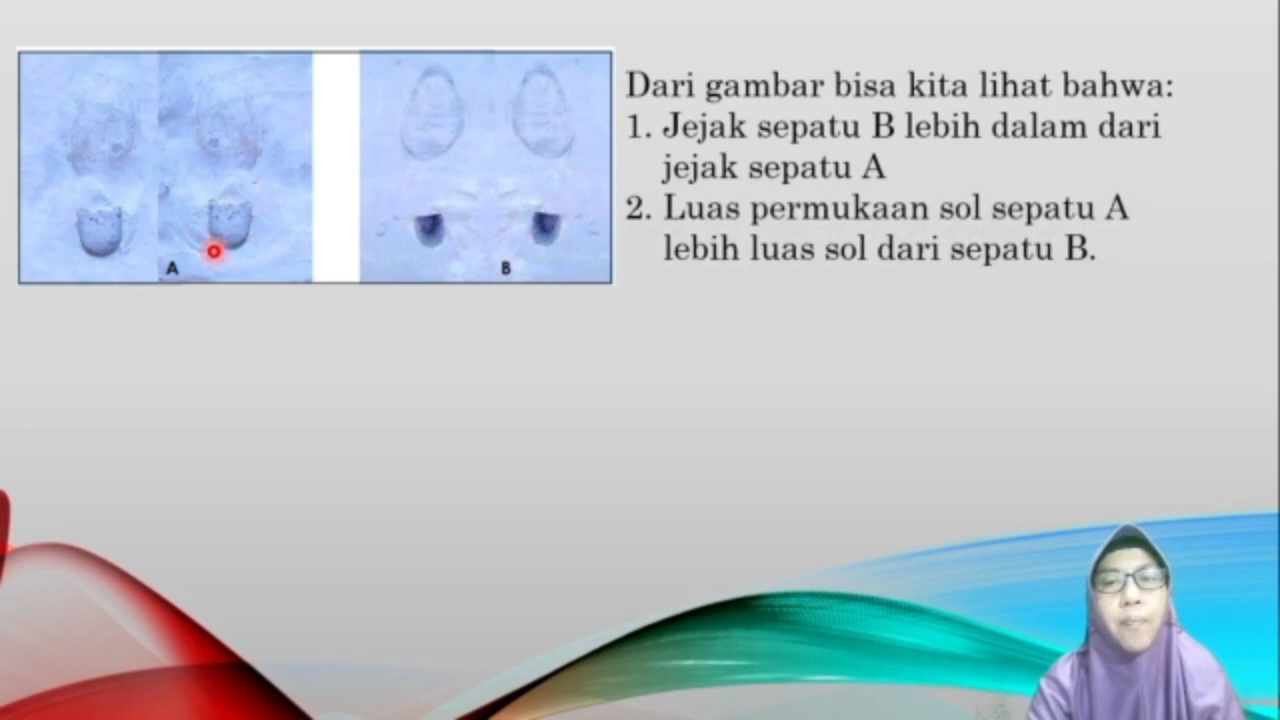 Dari gambar bisa kita lihat bahwa:
1. Jejak sepatu B lebih dalam dari
jejak sepatu A
2. Luas permukaan sol sepatu A
lebih luas sol dari sepatu B.
A
B